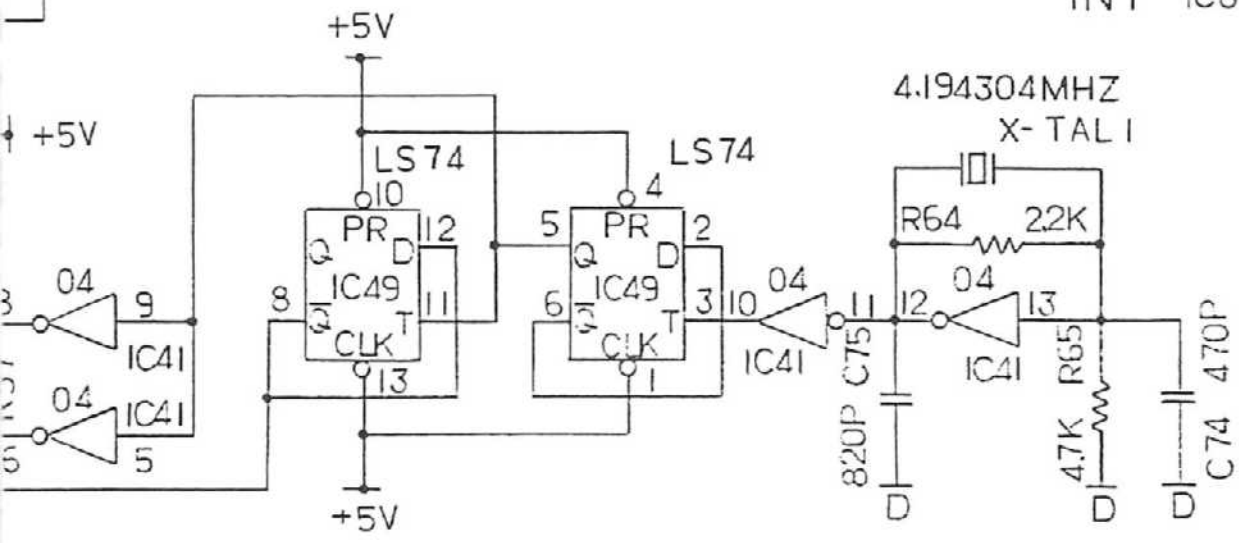 +5V
4.194304MHZ
X-TAL 1
+5V
LS74
LS74
10
4
PR
12
Q
D
IC49
8
11
Q
T
CLK
13
5
PR
2
Q
D
IC49
6
3
Q
T
CLK
1
R64
2.2K
04
9
IC41
04
IC41
5
10
04
11
IC41
12
04
13
IC41
C75
820P
R65
4.7K
C74
470P
D
D
D
+5V